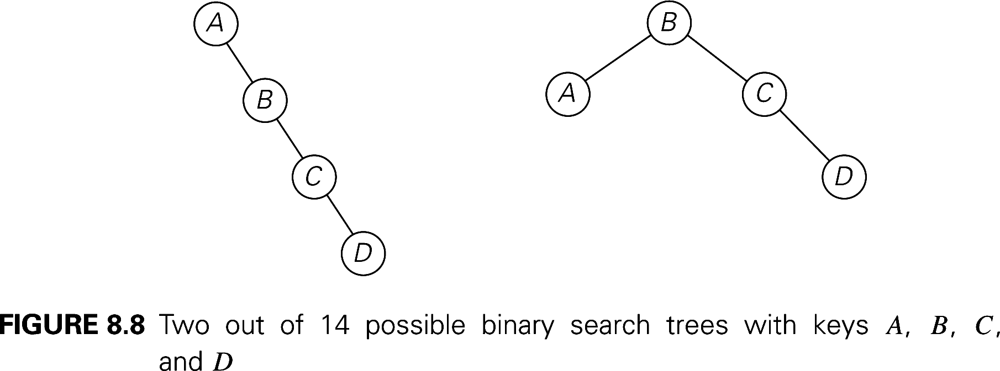 A
B
B
A
C
C
D
D
FIGURE 8.8 Two out of 14 possible binary search trees with keys A, B, C,
and D